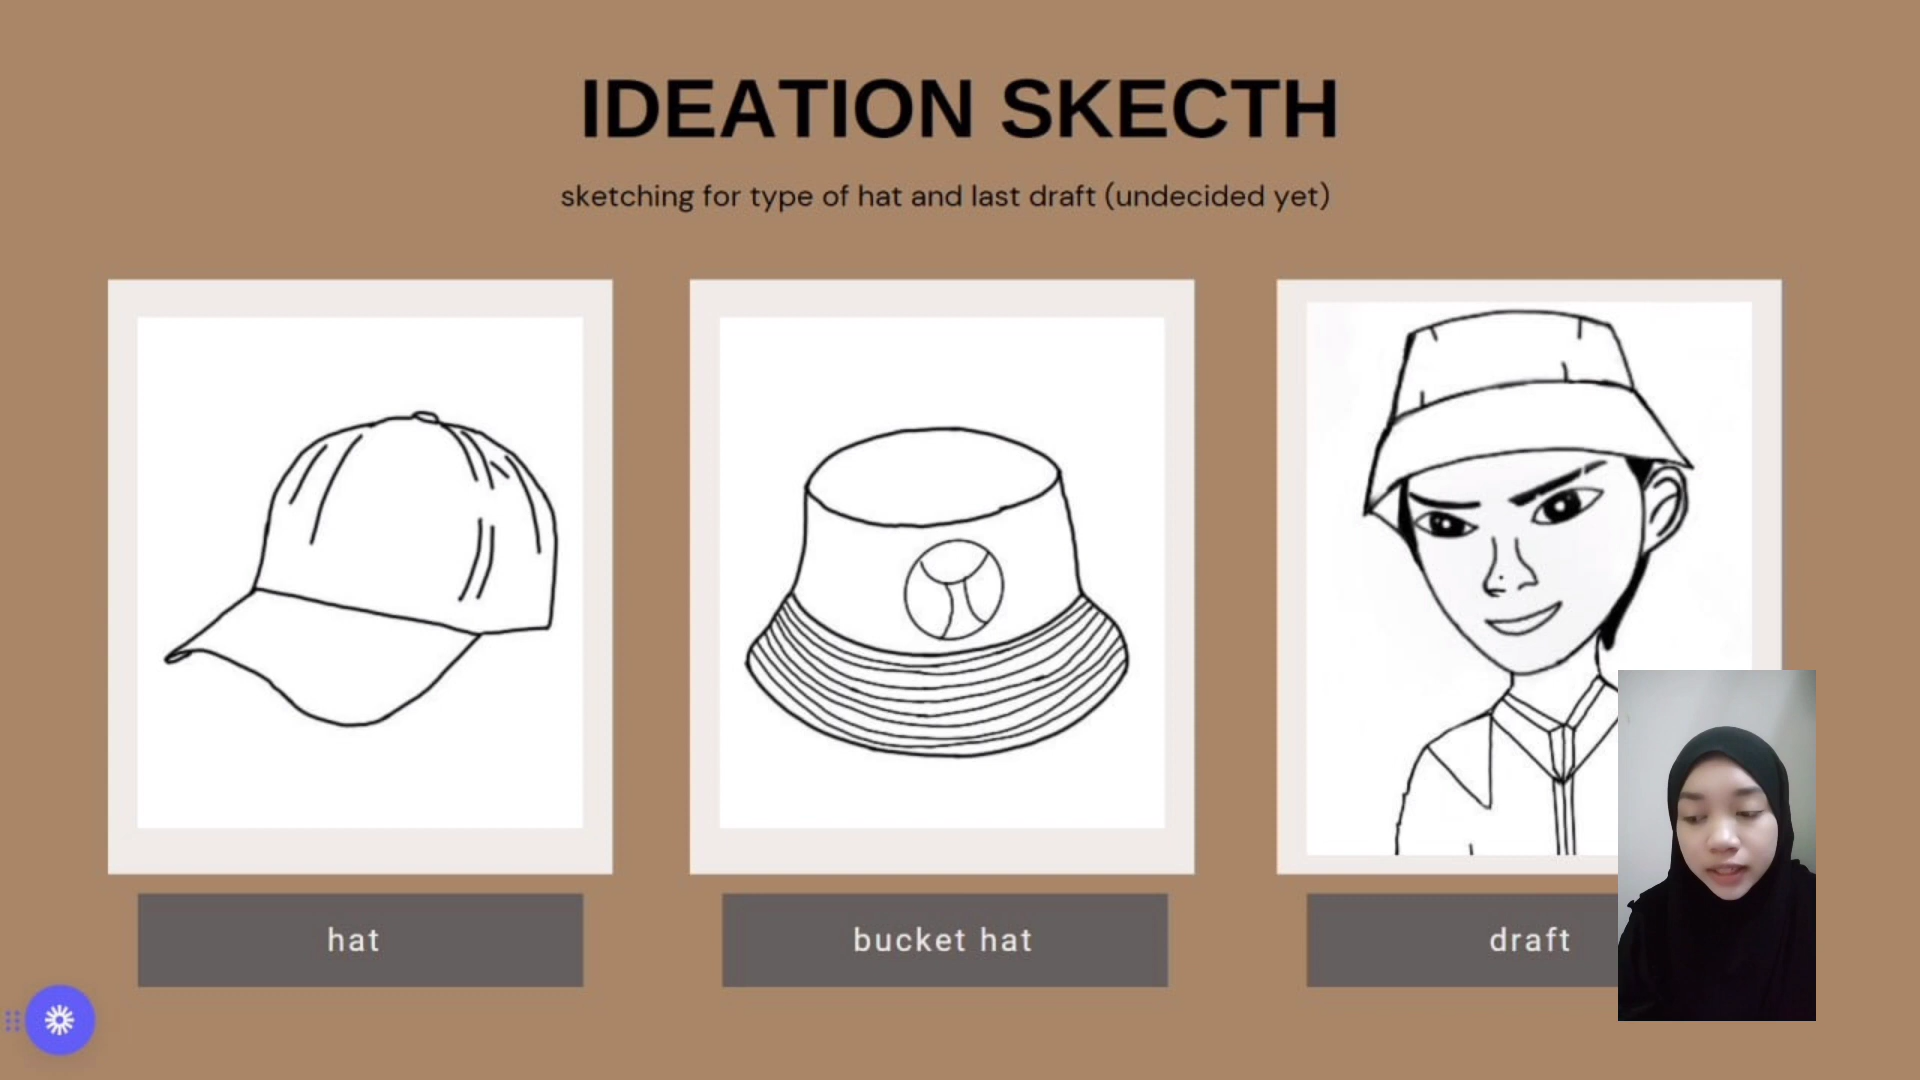 IDEATION SKECTH
sketching for type of hat and last draft (undecided yet)
hat
bucket hat
draft